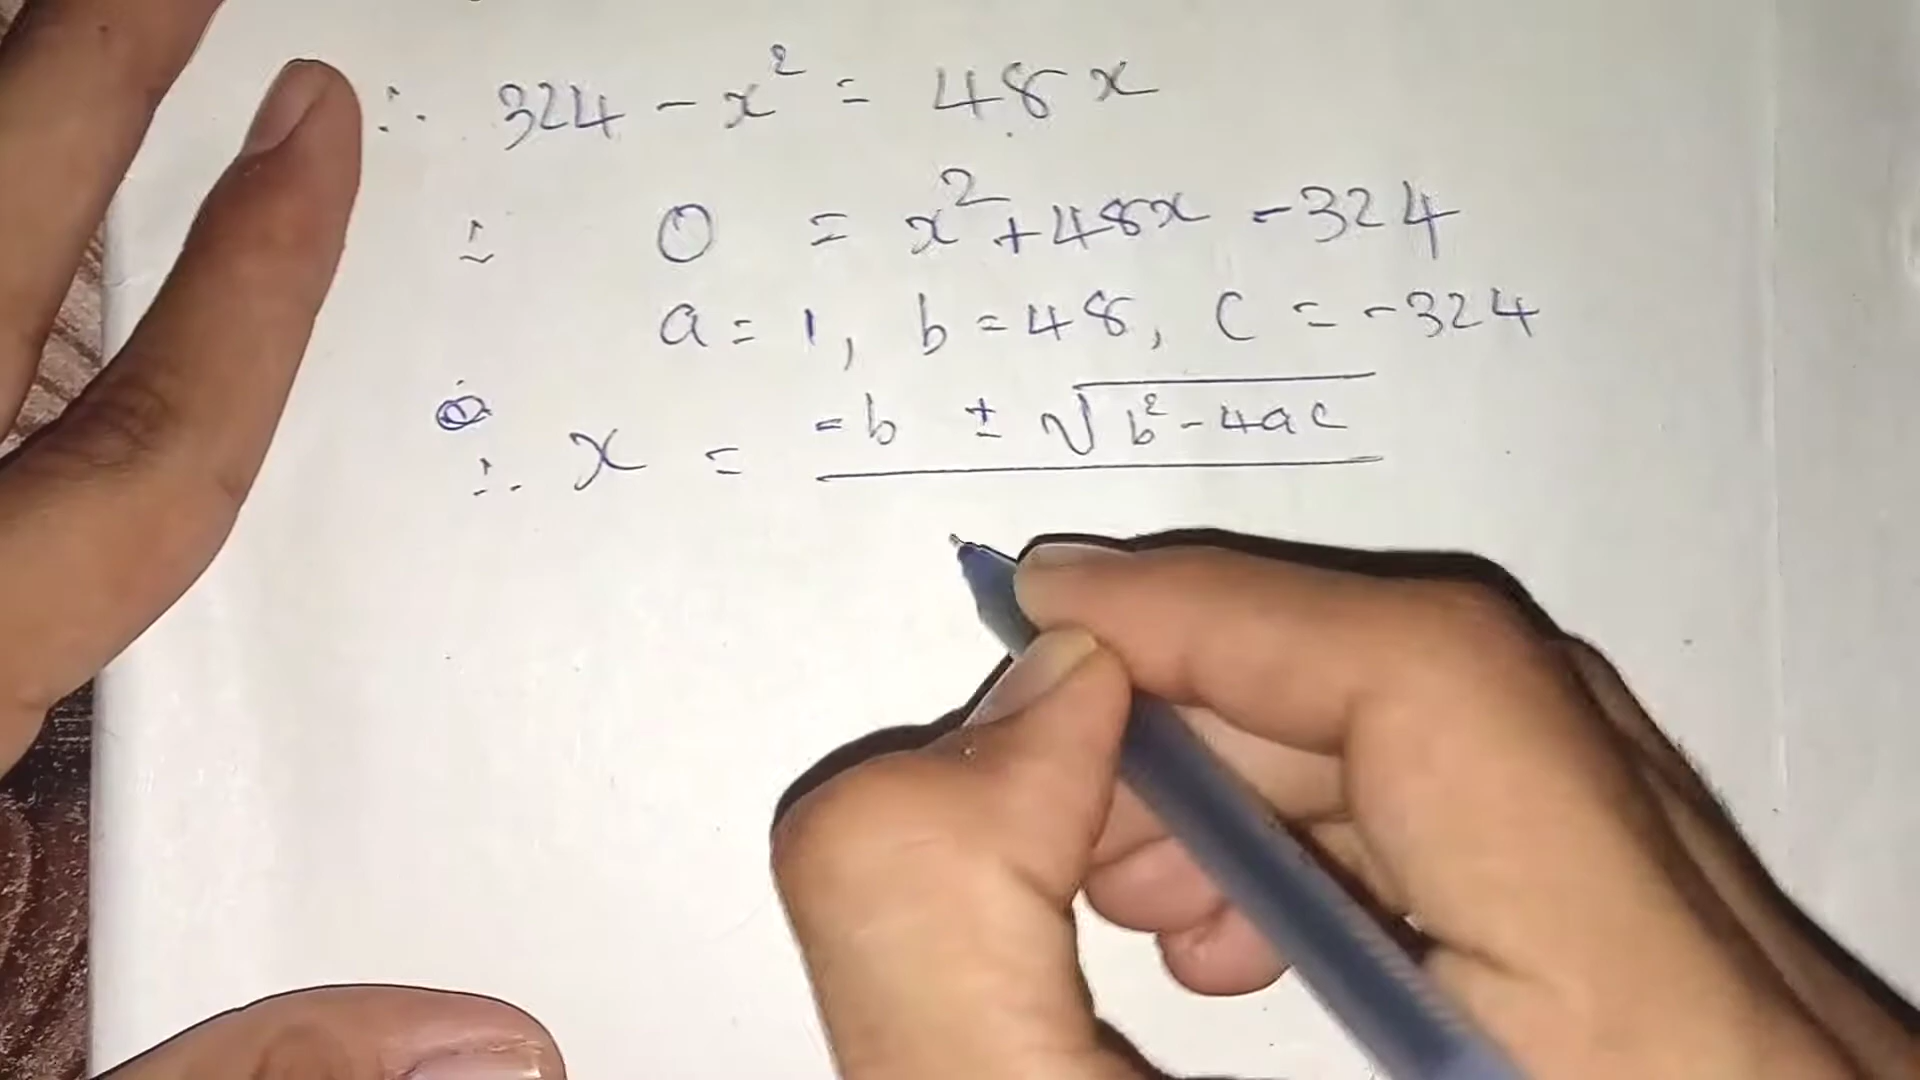 ∴ 324 - x² = 48x
∴ 0 = x² + 48x - 324
a = 1, b = 48, c = -324
∴ x = -b ± √(b² - 4ac)